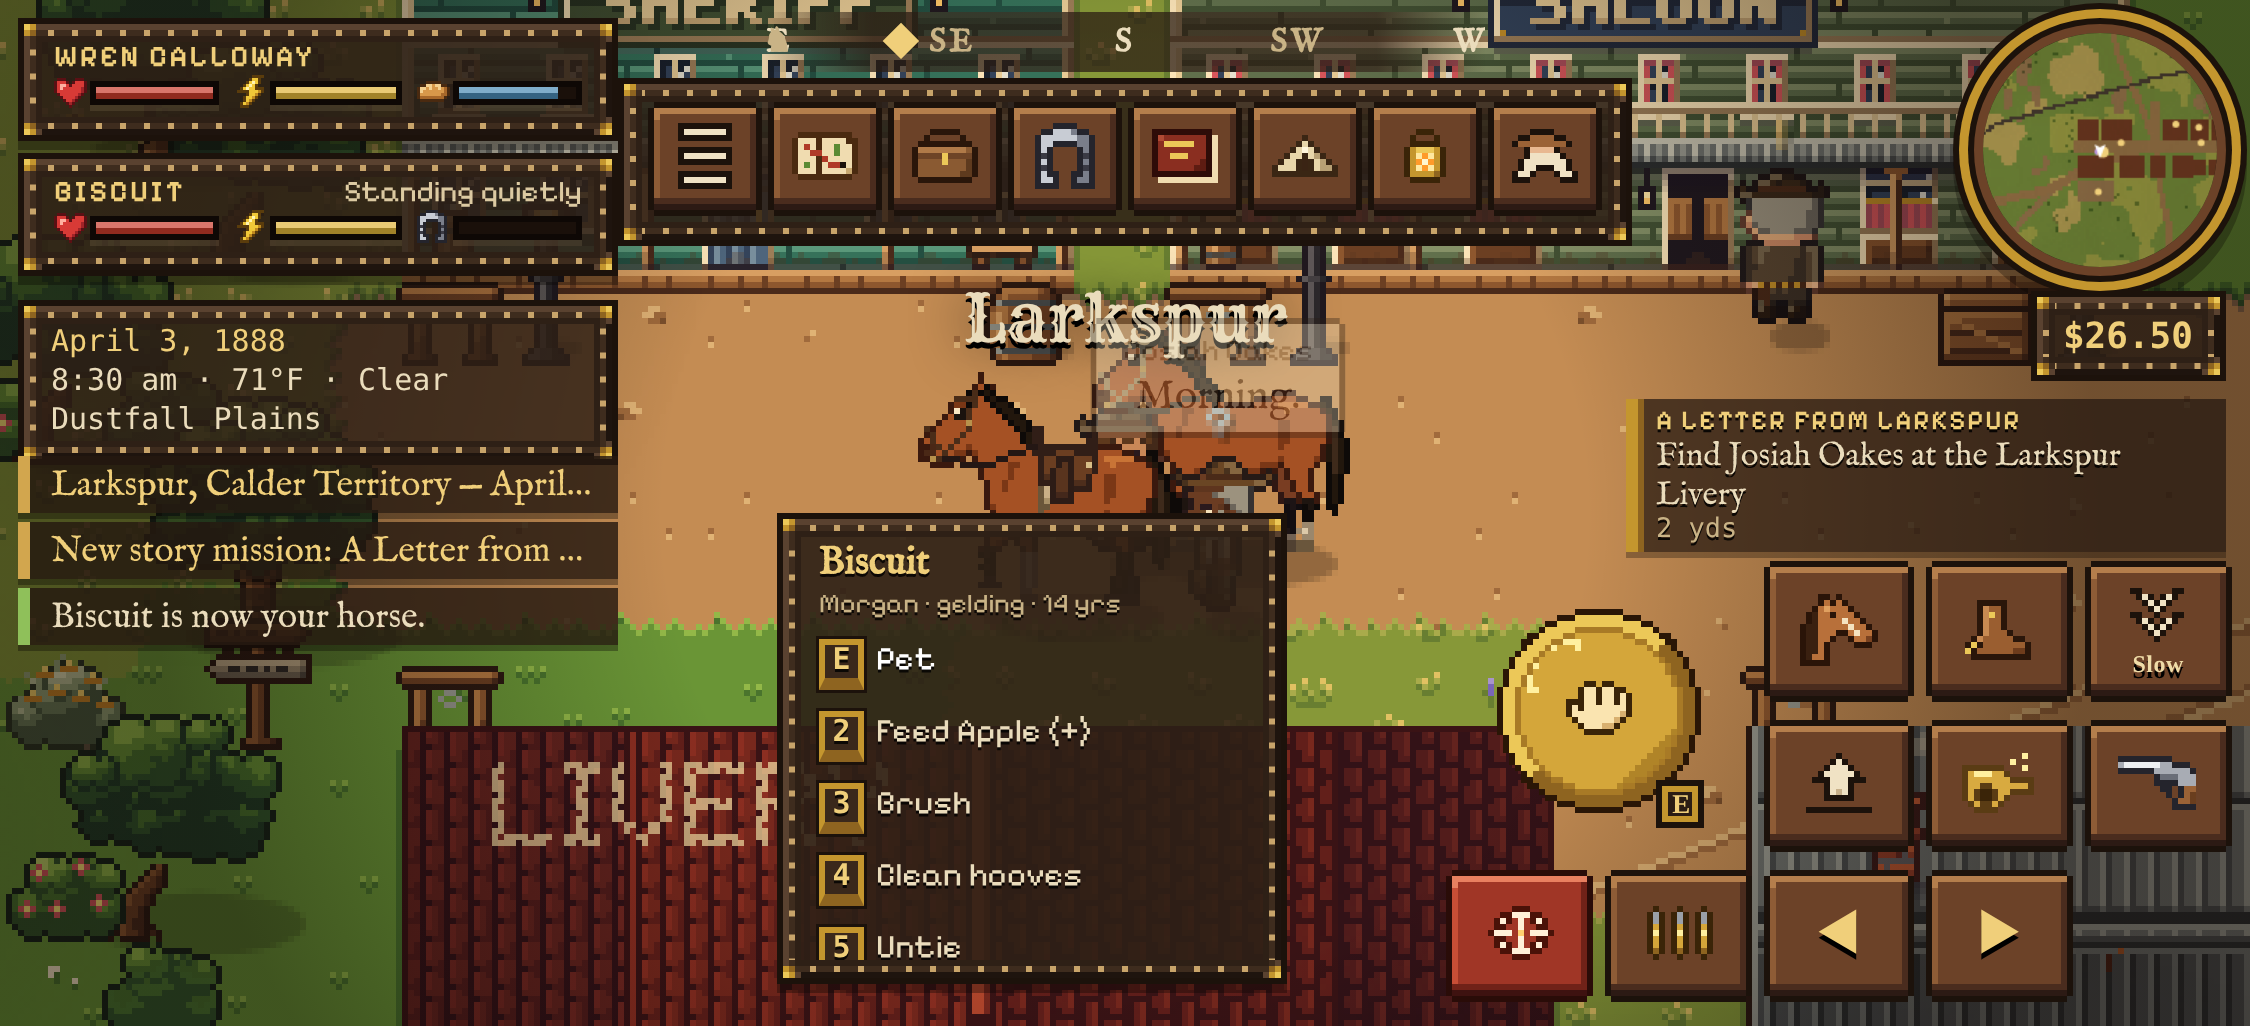 SHERIFF
SALOON
SE
S
SW
W
WREN CALLOWAY
BISCUIT
Standing quietly
April 3, 1888
8:30 am · 71°F · Clear
Dustfall Plains
Larkspur, Calder Territory — April...
New story mission: A Letter from ...
Biscuit is now your horse.
Larkspur
Josiah Oakes
Morning.
$26.50
A LETTER FROM LARKSPUR
Find Josiah Oakes at the Larkspur
Livery
2 yds
Slow
E
LIVER
Biscuit
Morgan · gelding · 14 yrs
E Pet
2 Feed Apple (+)
3 Brush
4 Clean hooves
5 Untie